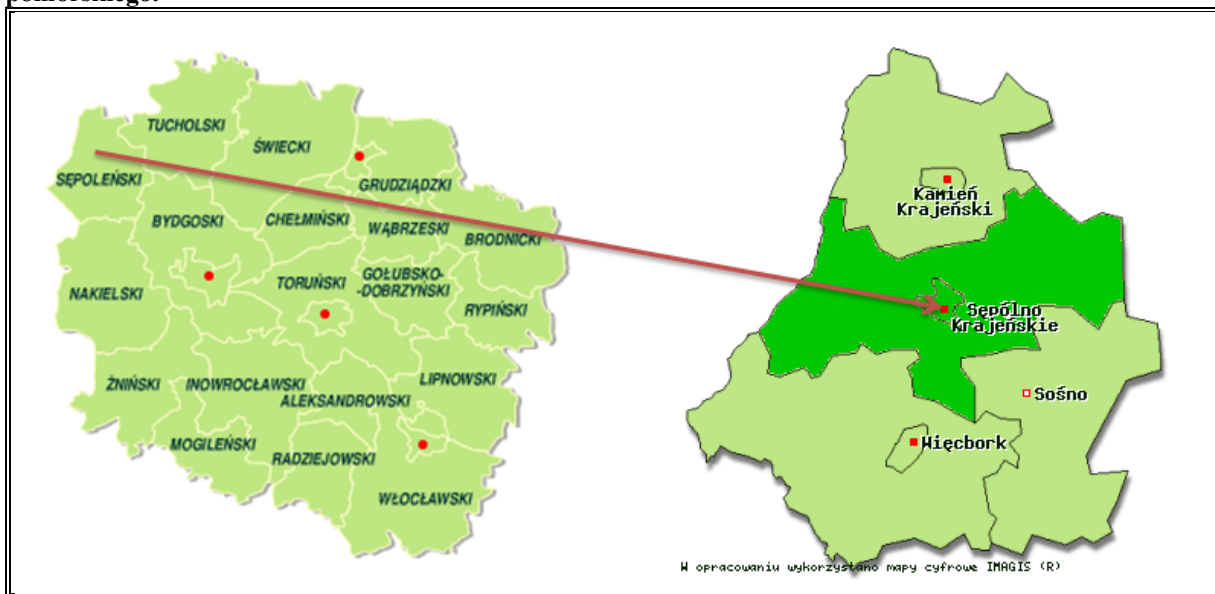 pomorskiego.
TUCHOLSKI
ŚWIECKI
SĘPOLEŃSKI
GRUDZIĄDZKI
BYDGOSKI
CHEŁMIŃSKI
WĄBRZESKI
BRODNICKI
NAKIELSKI
TORUŃSKI
GOŁUBSKO-
-DOBRZYŃSKI
RYPIŃSKI
ŻNIŃSKI
INOWROCŁAWSKI
LIPNOWSKI
ALEKSANDROWSKI
MOGILEŃSKI
RADZIEJOWSKI
WŁOCŁAWSKI
Kamień
Krajeński
Sępólno
Krajeńskie
Sośno
Więcbork
W opracowaniu wykorzystano mapy cyfrowe IMAGIS (R)